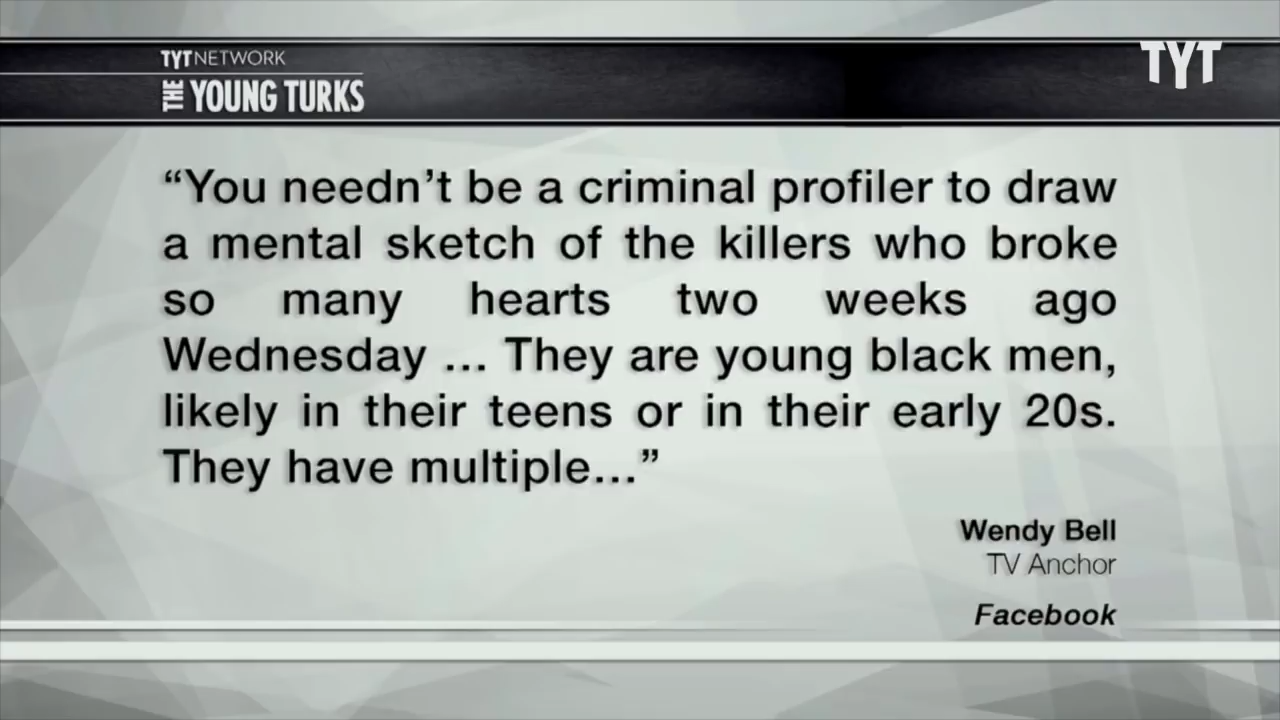 TYTNETWORK
THE YOUNG TURKS
TYT
“You needn’t be a criminal profiler to draw
a mental sketch of the killers who broke
so many hearts two weeks ago
Wednesday ... They are young black men,
likely in their teens or in their early 20s.
They have multiple...”
Wendy Bell
TV Anchor
Facebook